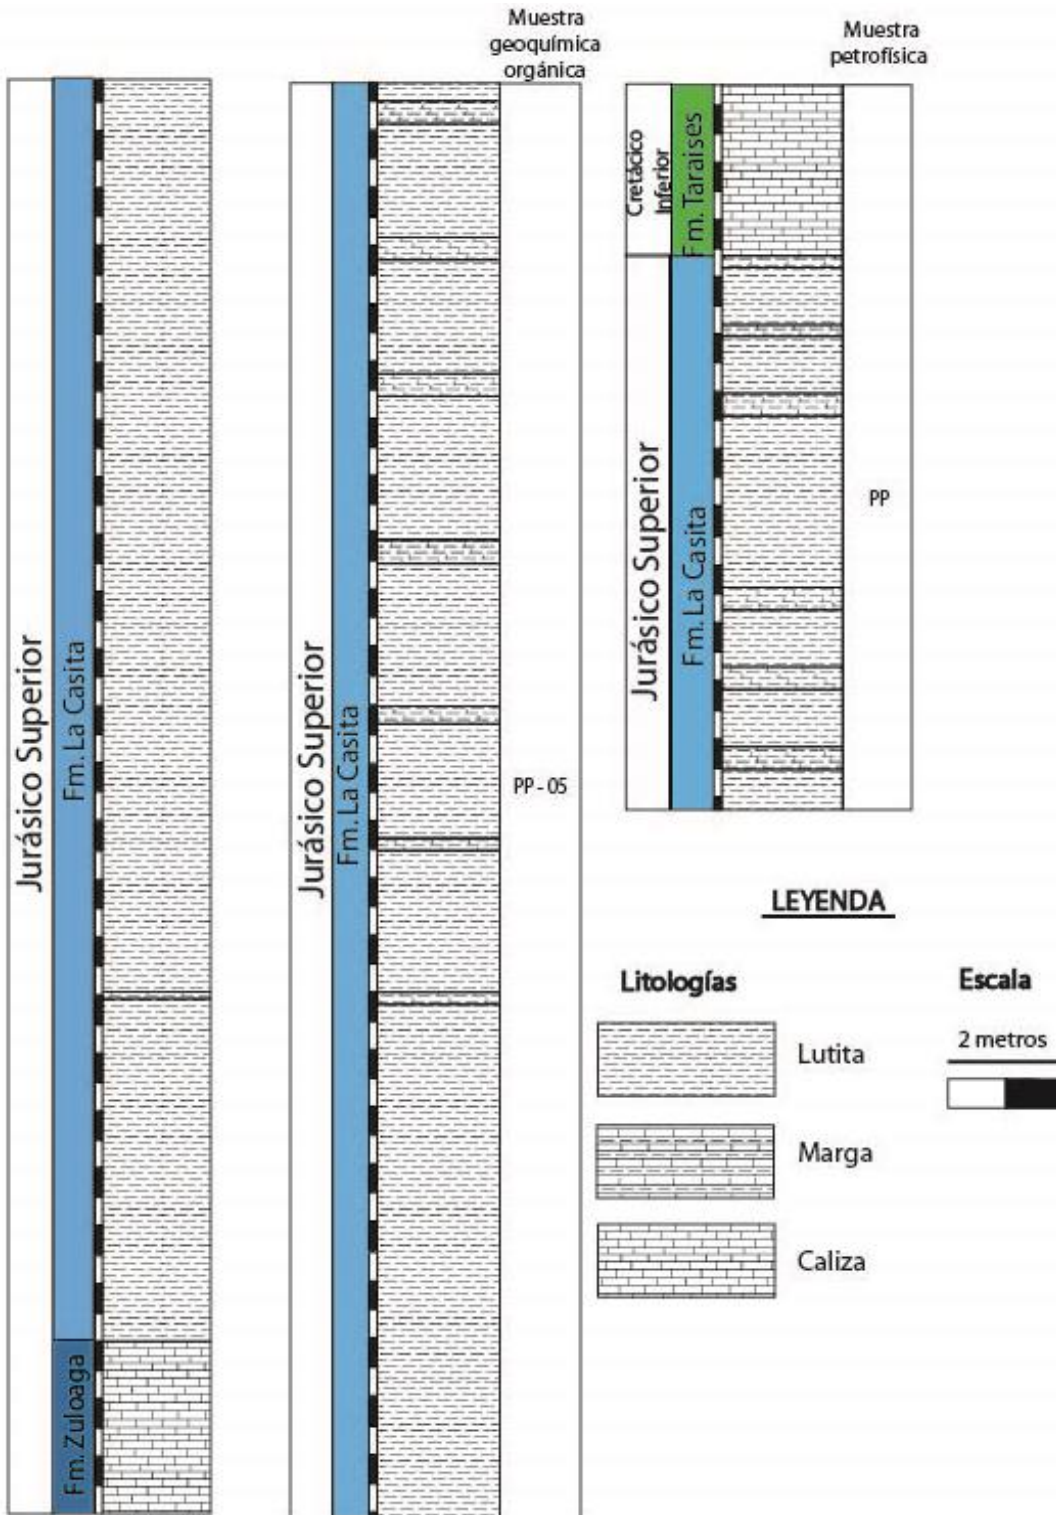 Jurásico Superior
Fm. La Casita
Fm. Zuloaga
Muestra
geoquímica
orgánica
Jurásico Superior
Fm. La Casita
PP - 05
Muestra
petrofísica
Cretácico
Inferior
Fm. Taraises
Jurásico Superior
Fm. La Casita
PP
LEYENDA
Litologías
Lutita
Marga
Caliza
Escala
2 metros